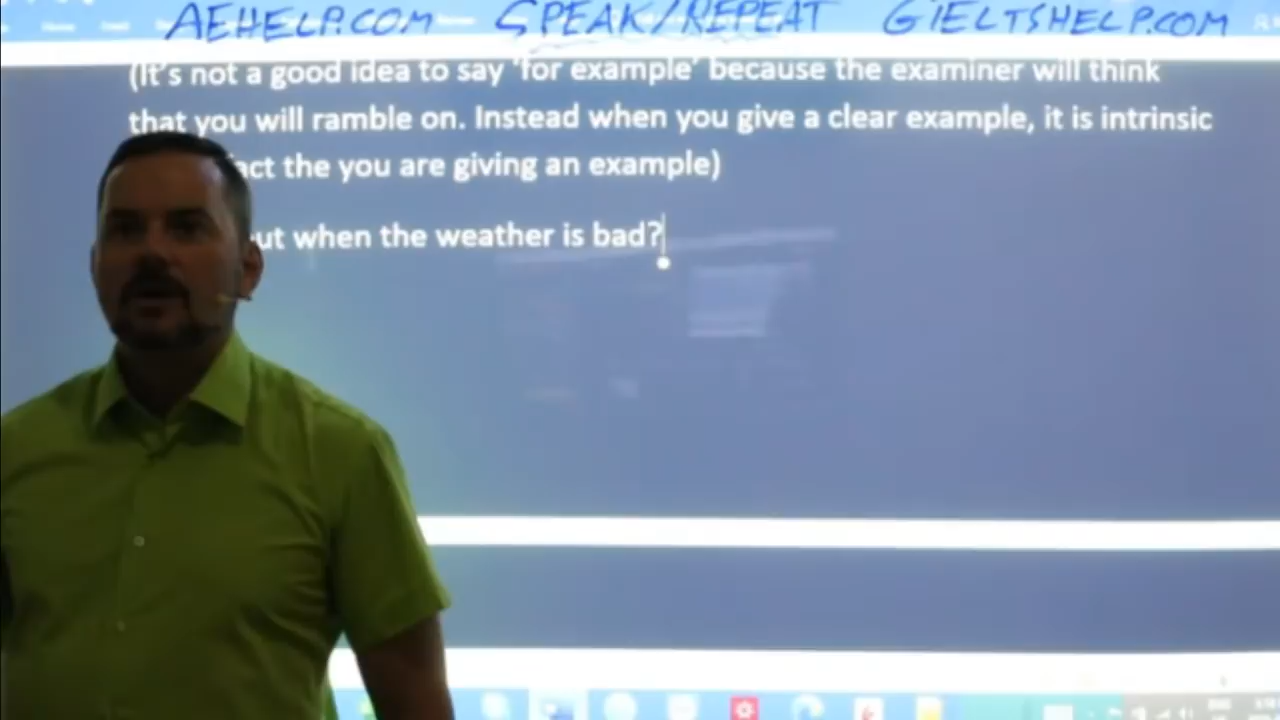 AEHELP.COM SPEAK/REPEAT GIELTSHELP.COM
(It's not a good idea to say 'for example' because the examiner will think
that you will ramble on. Instead when you give a clear example, it is intrinsic
the you are giving an example)
when the weather is bad?